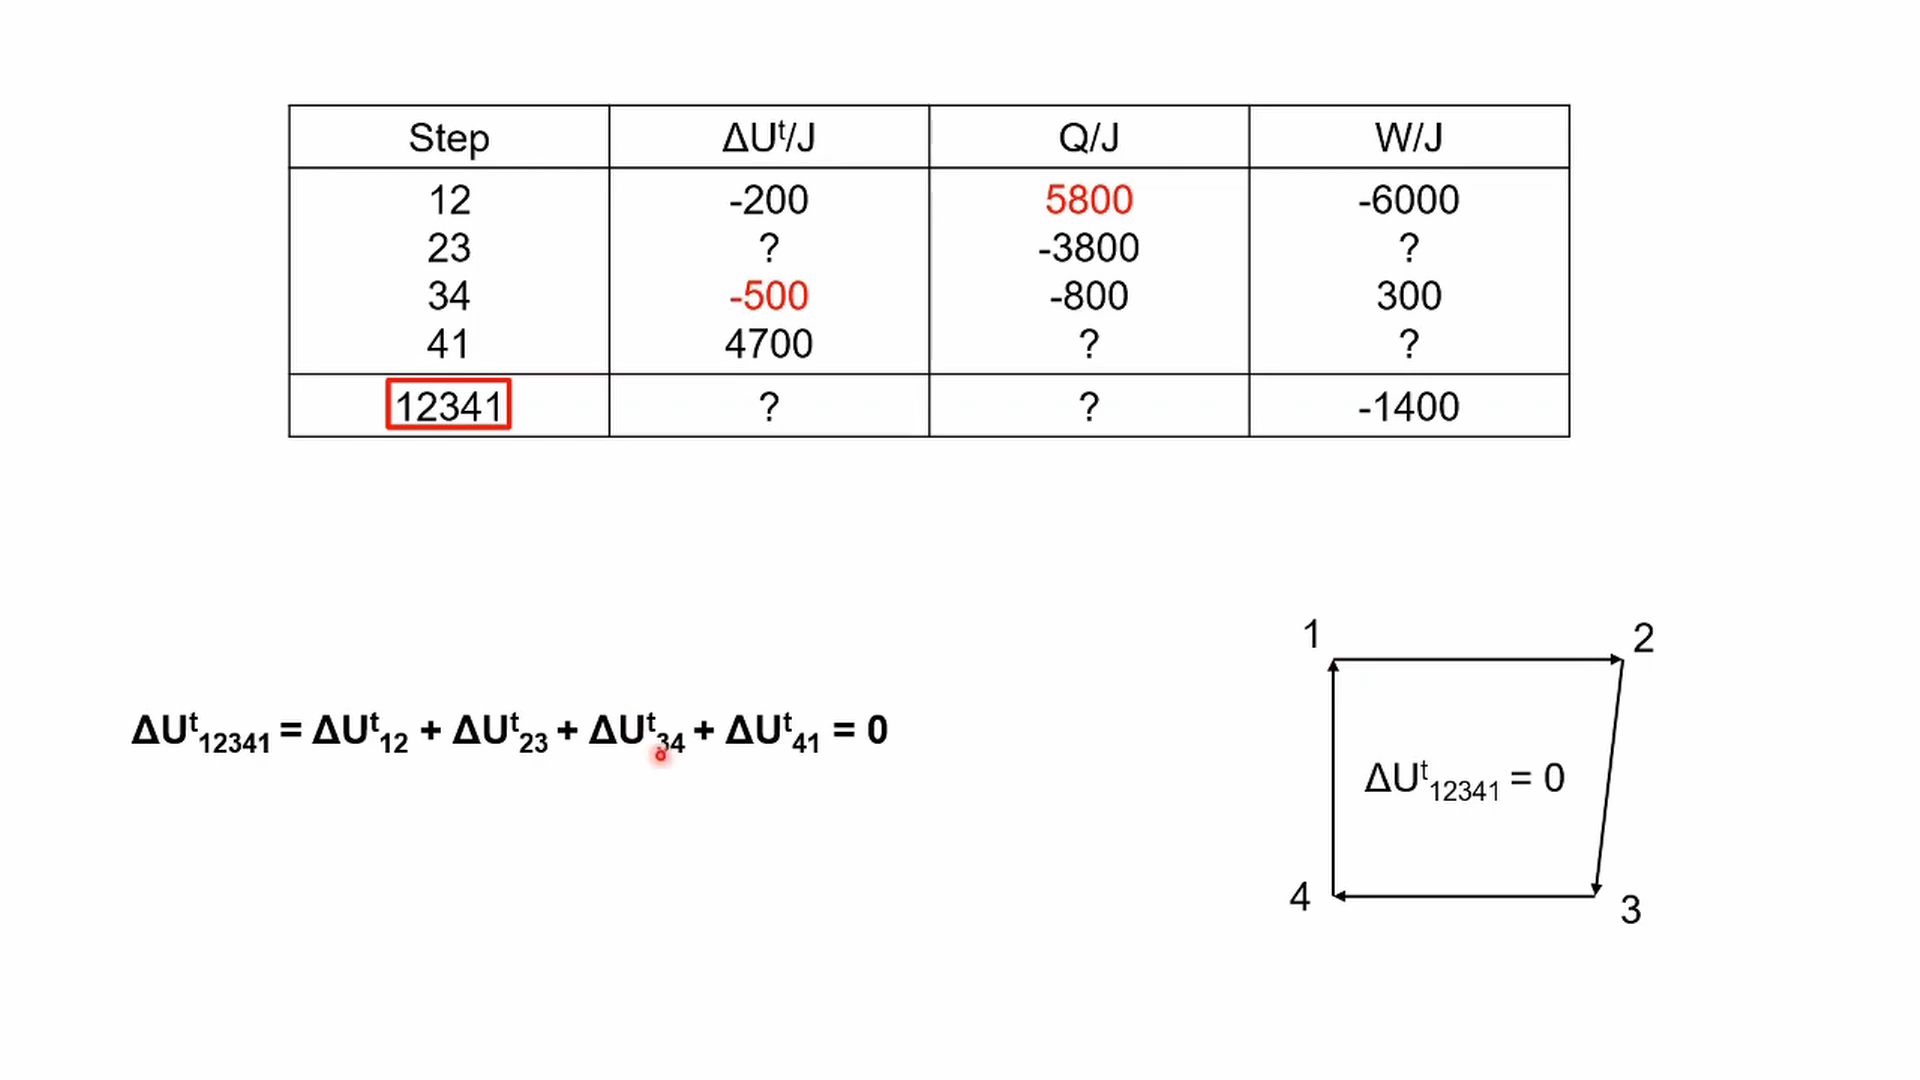 Step ΔUᵗ/J Q/J W/J
12 -200 5800 -6000
23 ? -3800 ?
34 -500 -800 300
41 4700 ? ?
12341 ? ? -1400
ΔUᵗ₁₂₃₄₁ = ΔUᵗ₁₂ + ΔUᵗ₂₃ + ΔUᵗ₃₄ + ΔUᵗ₄₁ = 0
1 2
ΔUᵗ₁₂₃₄₁ = 0
4 3